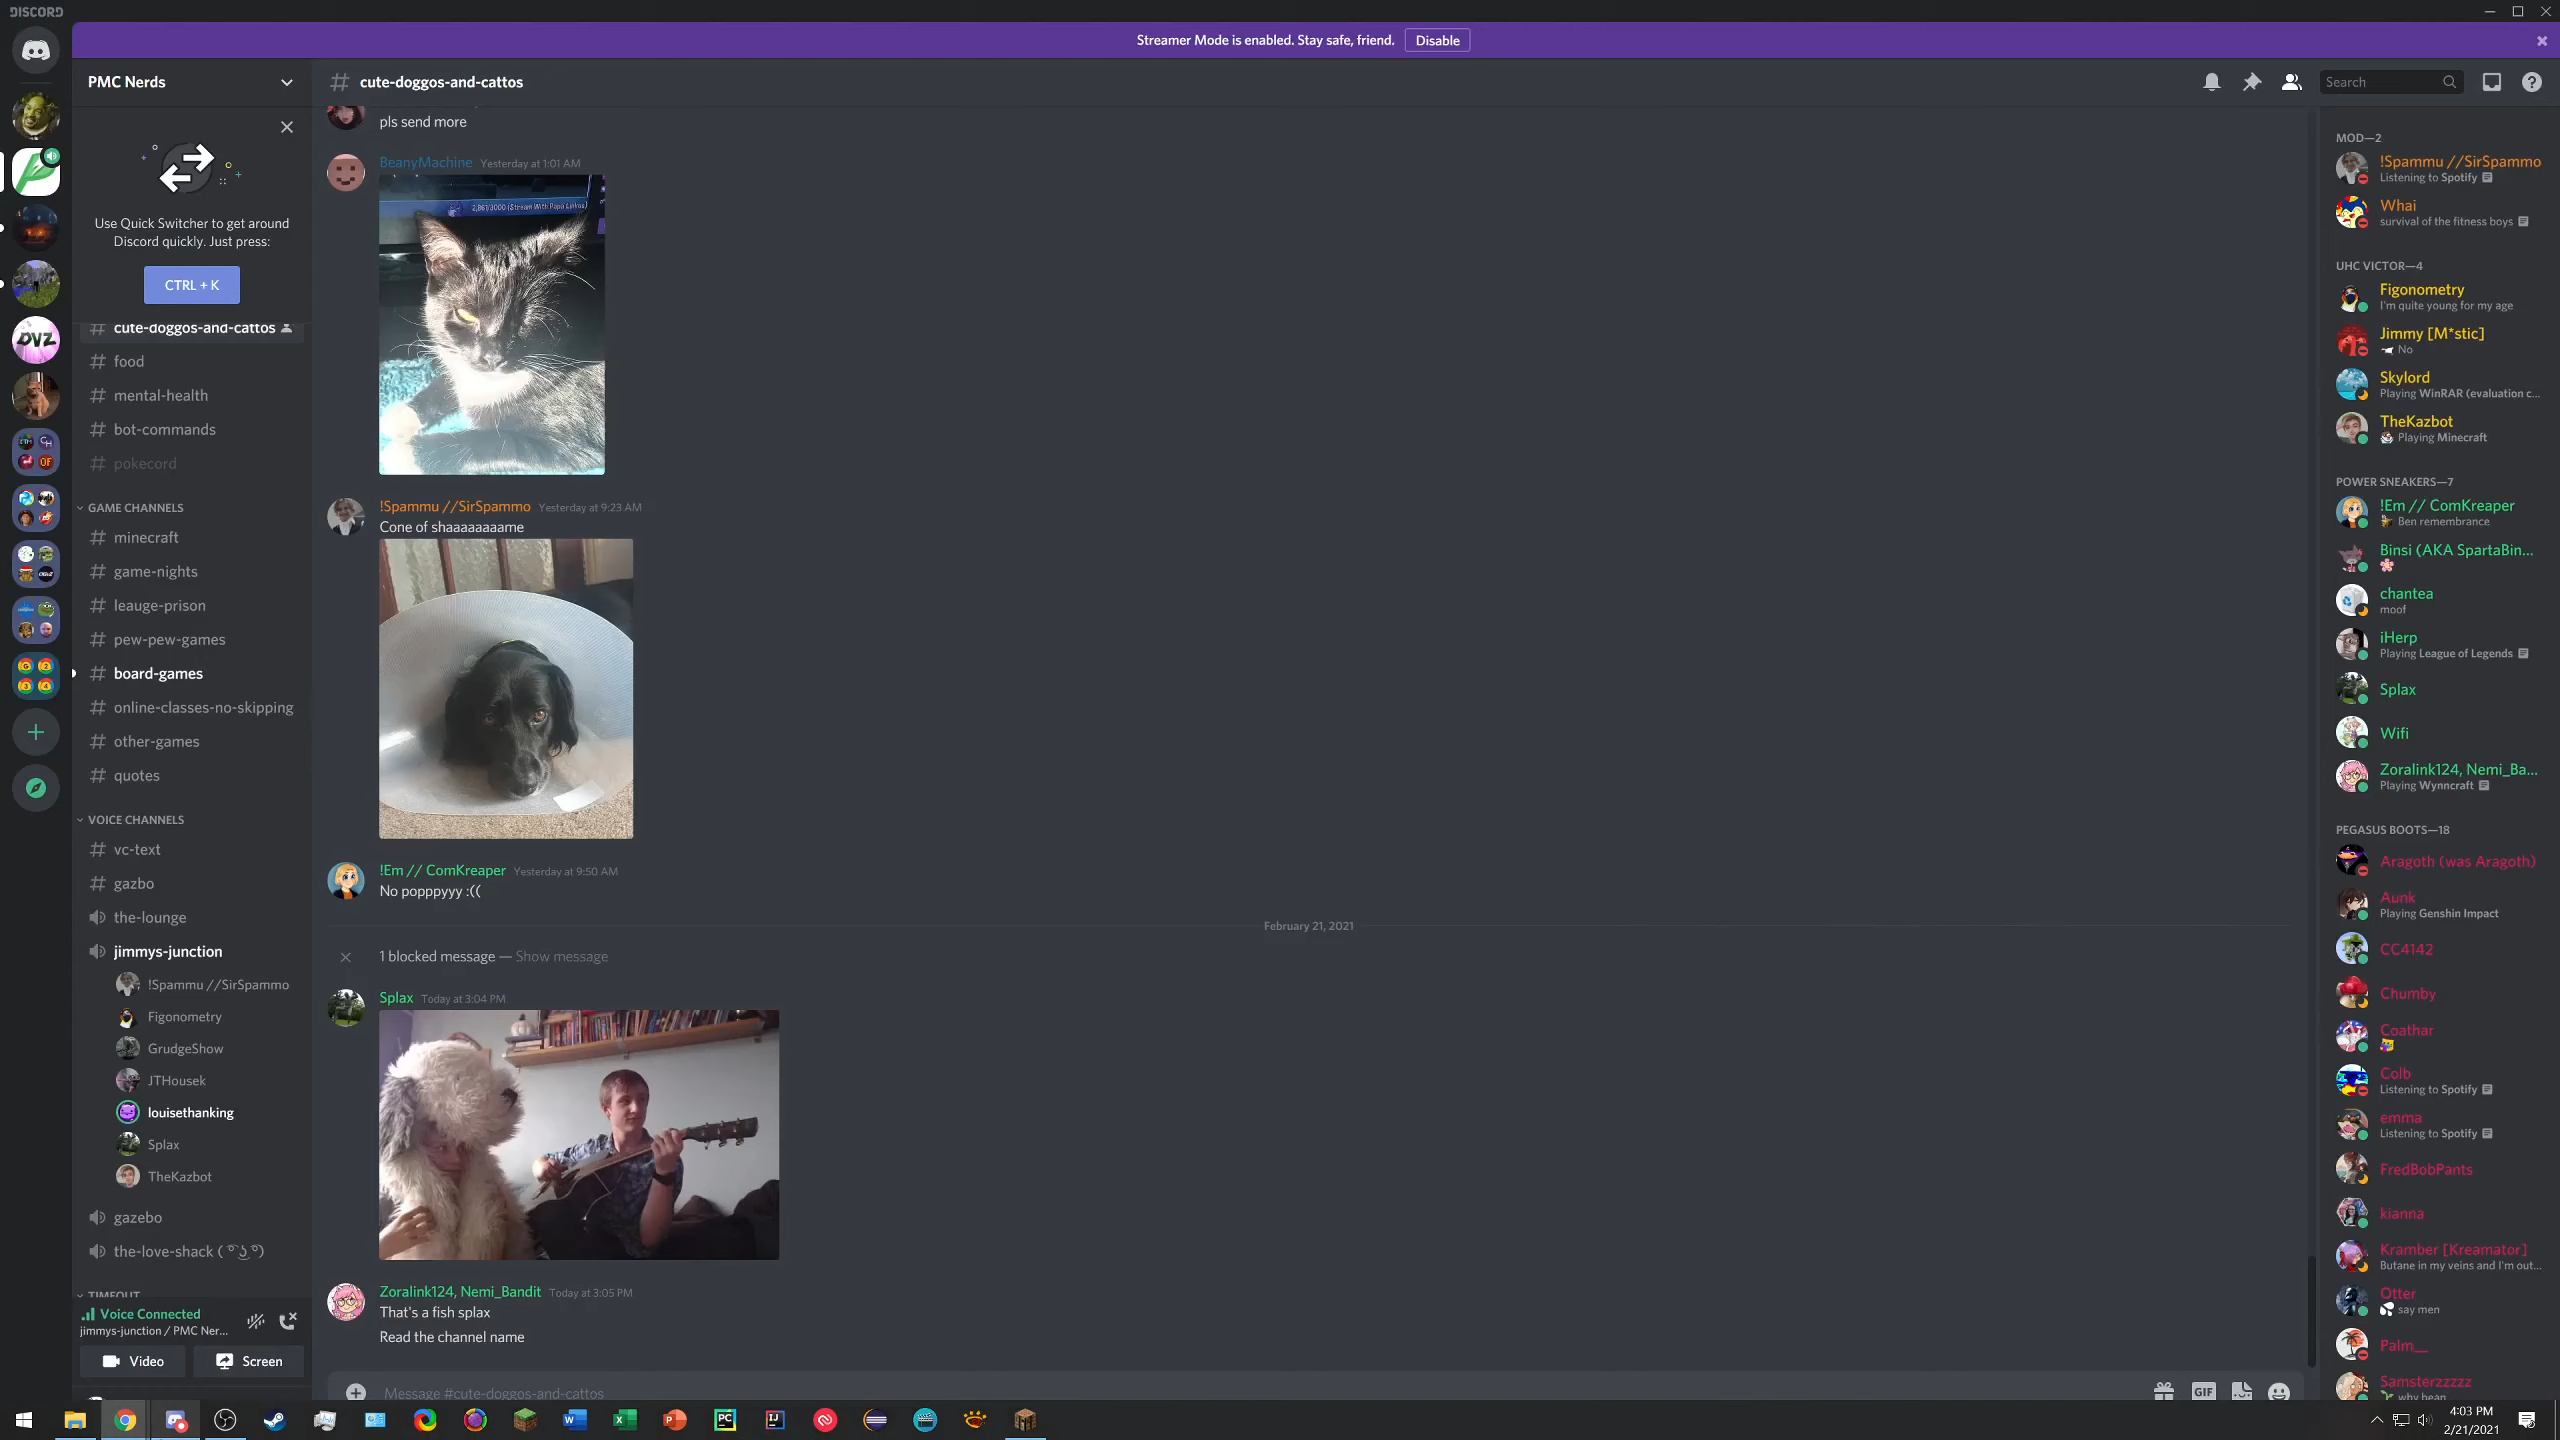 DISCORD
Streamer Mode is enabled. Stay safe, friend. Disable
PMC Nerds
cute-doggos-and-cattos
Search
Use Quick Switcher to get around
Discord quickly. Just press:
CTRL + K
cute-doggos-and-cattos
food
mental-health
bot-commands
pokecord
GAME CHANNELS
minecraft
game-nights
leauge-prison
pew-pew-games
board-games
online-classes-no-skipping
other-games
quotes
VOICE CHANNELS
vc-text
gazbo
the-lounge
jimmys-junction
!Spammu //SirSpammo
Figonometry
GrudgeShow
JTHousek
louisethanking
Splax
TheKazbot
gazebo
the-love-shack ( ͡° ͜ʖ ͡°)
TIMEOUT
Voice Connected
jimmys-junction / PMC Ner...
Video
Screen
pls send more
BeanyMachine Yesterday at 1:01 AM
2,861/3000 (Stream With Papa Linkos)
!Spammu //SirSpammo Yesterday at 9:23 AM
Cone of shaaaaaaaame
!Em // ComKreaper Yesterday at 9:50 AM
No popppyyy :((
February 21, 2021
1 blocked message — Show message
Splax Today at 3:04 PM
Zoralink124, Nemi_Bandit Today at 3:05 PM
That's a fish splax
Read the channel name
Message #cute-doggos-and-cattos
GIF
MOD—2
!Spammu //SirSpammo
Listening to Spotify
Whai
survival of the fitness boys
UHC VICTOR—4
Figonometry
I'm quite young for my age
Jimmy [M*stic]
No
Skylord
Playing WinRAR (evaluation c...
TheKazbot
Playing Minecraft
POWER SNEAKERS—7
!Em // ComKreaper
Ben remembrance
Binsi (AKA SpartaBin...
chantea
moof
iHerp
Playing League of Legends
Splax
Wifi
Zoralink124, Nemi_Ba...
Playing Wynncraft
PEGASUS BOOTS—18
Aragoth (was Aragoth)
Aunk
Playing Genshin Impact
CC4142
Chumby
Coathar
Colb
Listening to Spotify
emma
Listening to Spotify
FredBobPants
kianna
Kramber [Kreamator]
Butane in my veins and I'm out...
Otter
say men
Palm__
Samsterzzzzz
why bean
DVZ
4:03 PM
2/21/2021